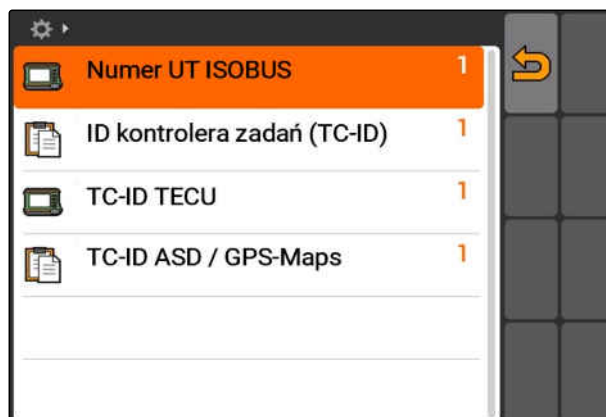 Numer UT ISOBUS 1
ID kontrolera zadań (TC-ID) 1
TC-ID TECU 1
TC-ID ASD / GPS-Maps 1